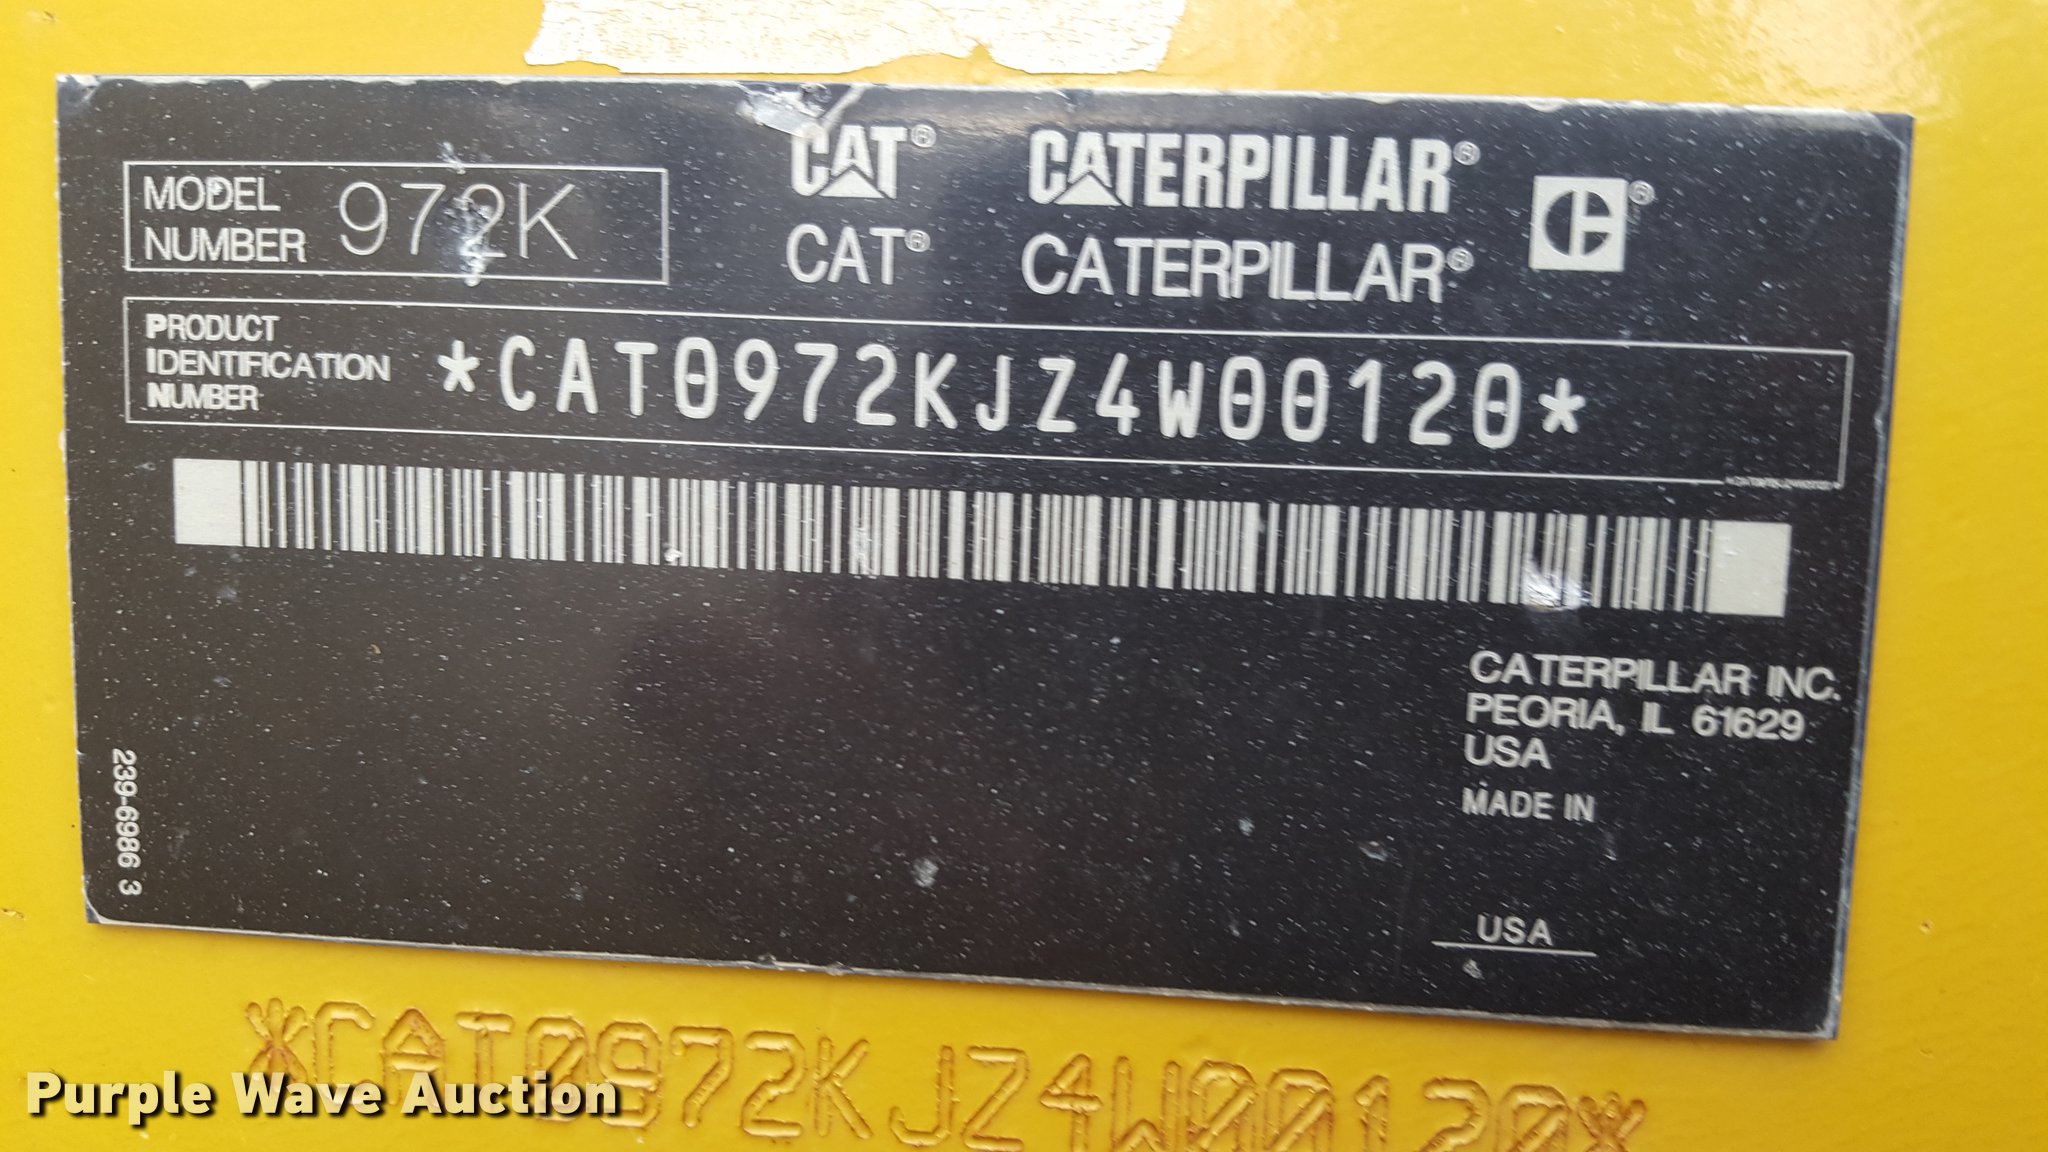 CAT® CATERPILLAR®
MODEL NUMBER 972K
CAT® CATERPILLAR® C®
PRODUCT IDENTIFICATION NUMBER
*CAT0972KJZ4W00120*
CATERPILLAR INC.
PEORIA, IL 61629
USA
MADE IN
USA
239-6986 3
*CAT0972KJZ4W00120*
Purple Wave Auction